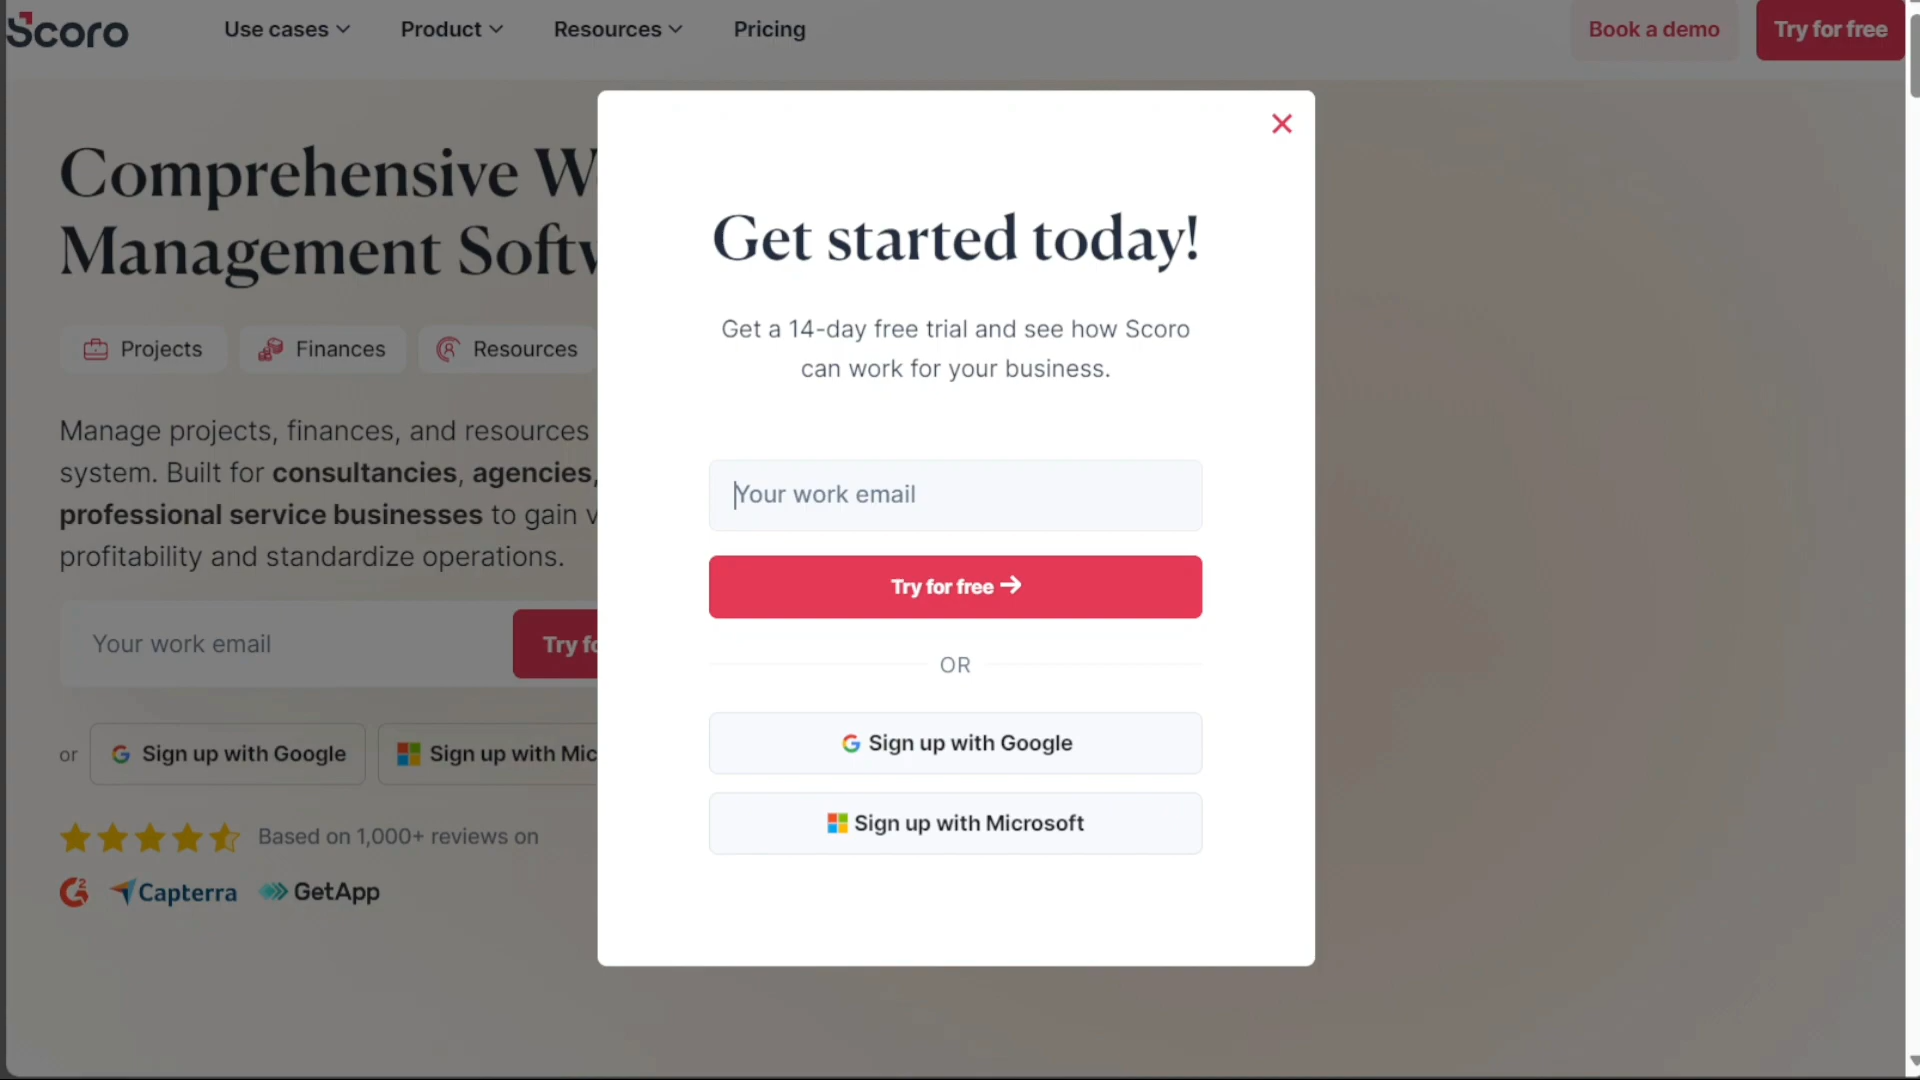 Scoro
Use cases
Product
Resources
Pricing
Book a demo
Try for free
Comprehensive W
Management Softw
Projects
Finances
Resources
Manage projects, finances, and resources
system. Built for consultancies, agencies,
professional service businesses to gain v
profitability and standardize operations.
Your work email
Try fo
or
Sign up with Google
Sign up with Mic
Based on 1,000+ reviews on
G2
Capterra
GetApp
Get started today!
Get a 14-day free trial and see how Scoro
can work for your business.
Your work email
Try for free
OR
Sign up with Google
Sign up with Microsoft